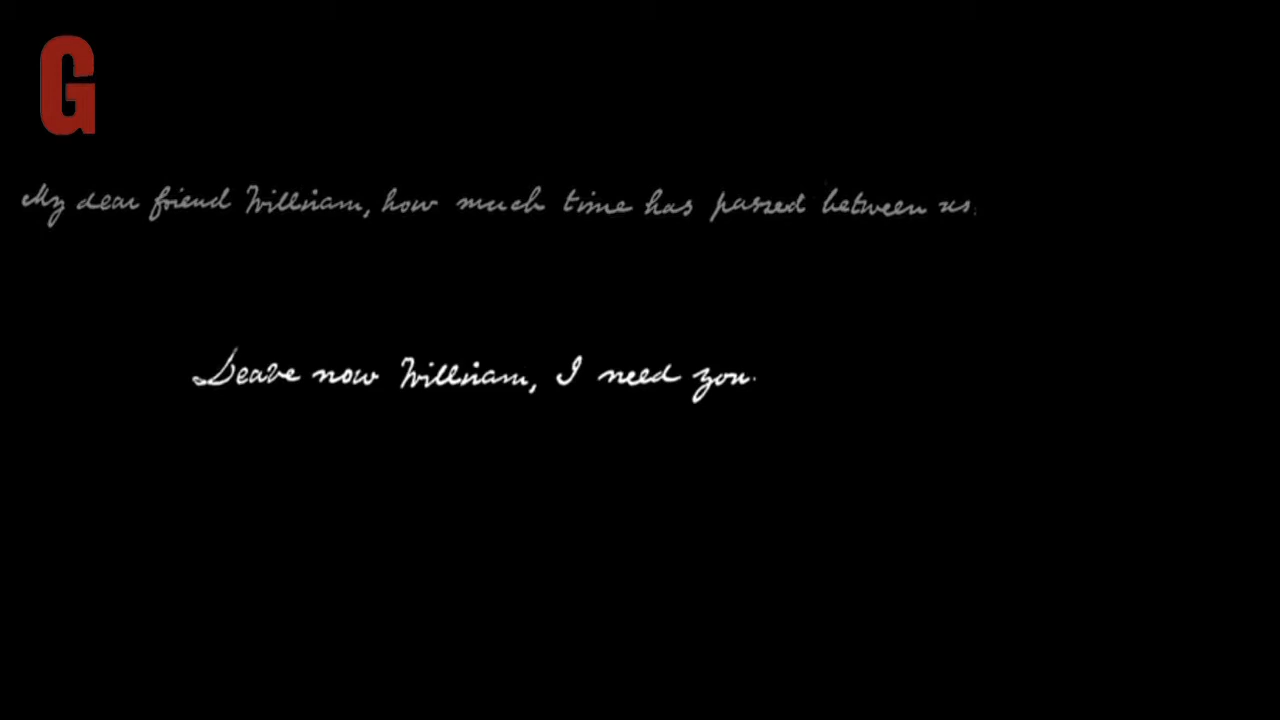 G
My dear friend William, how much time has passed between us.
Leave now William, I need you.